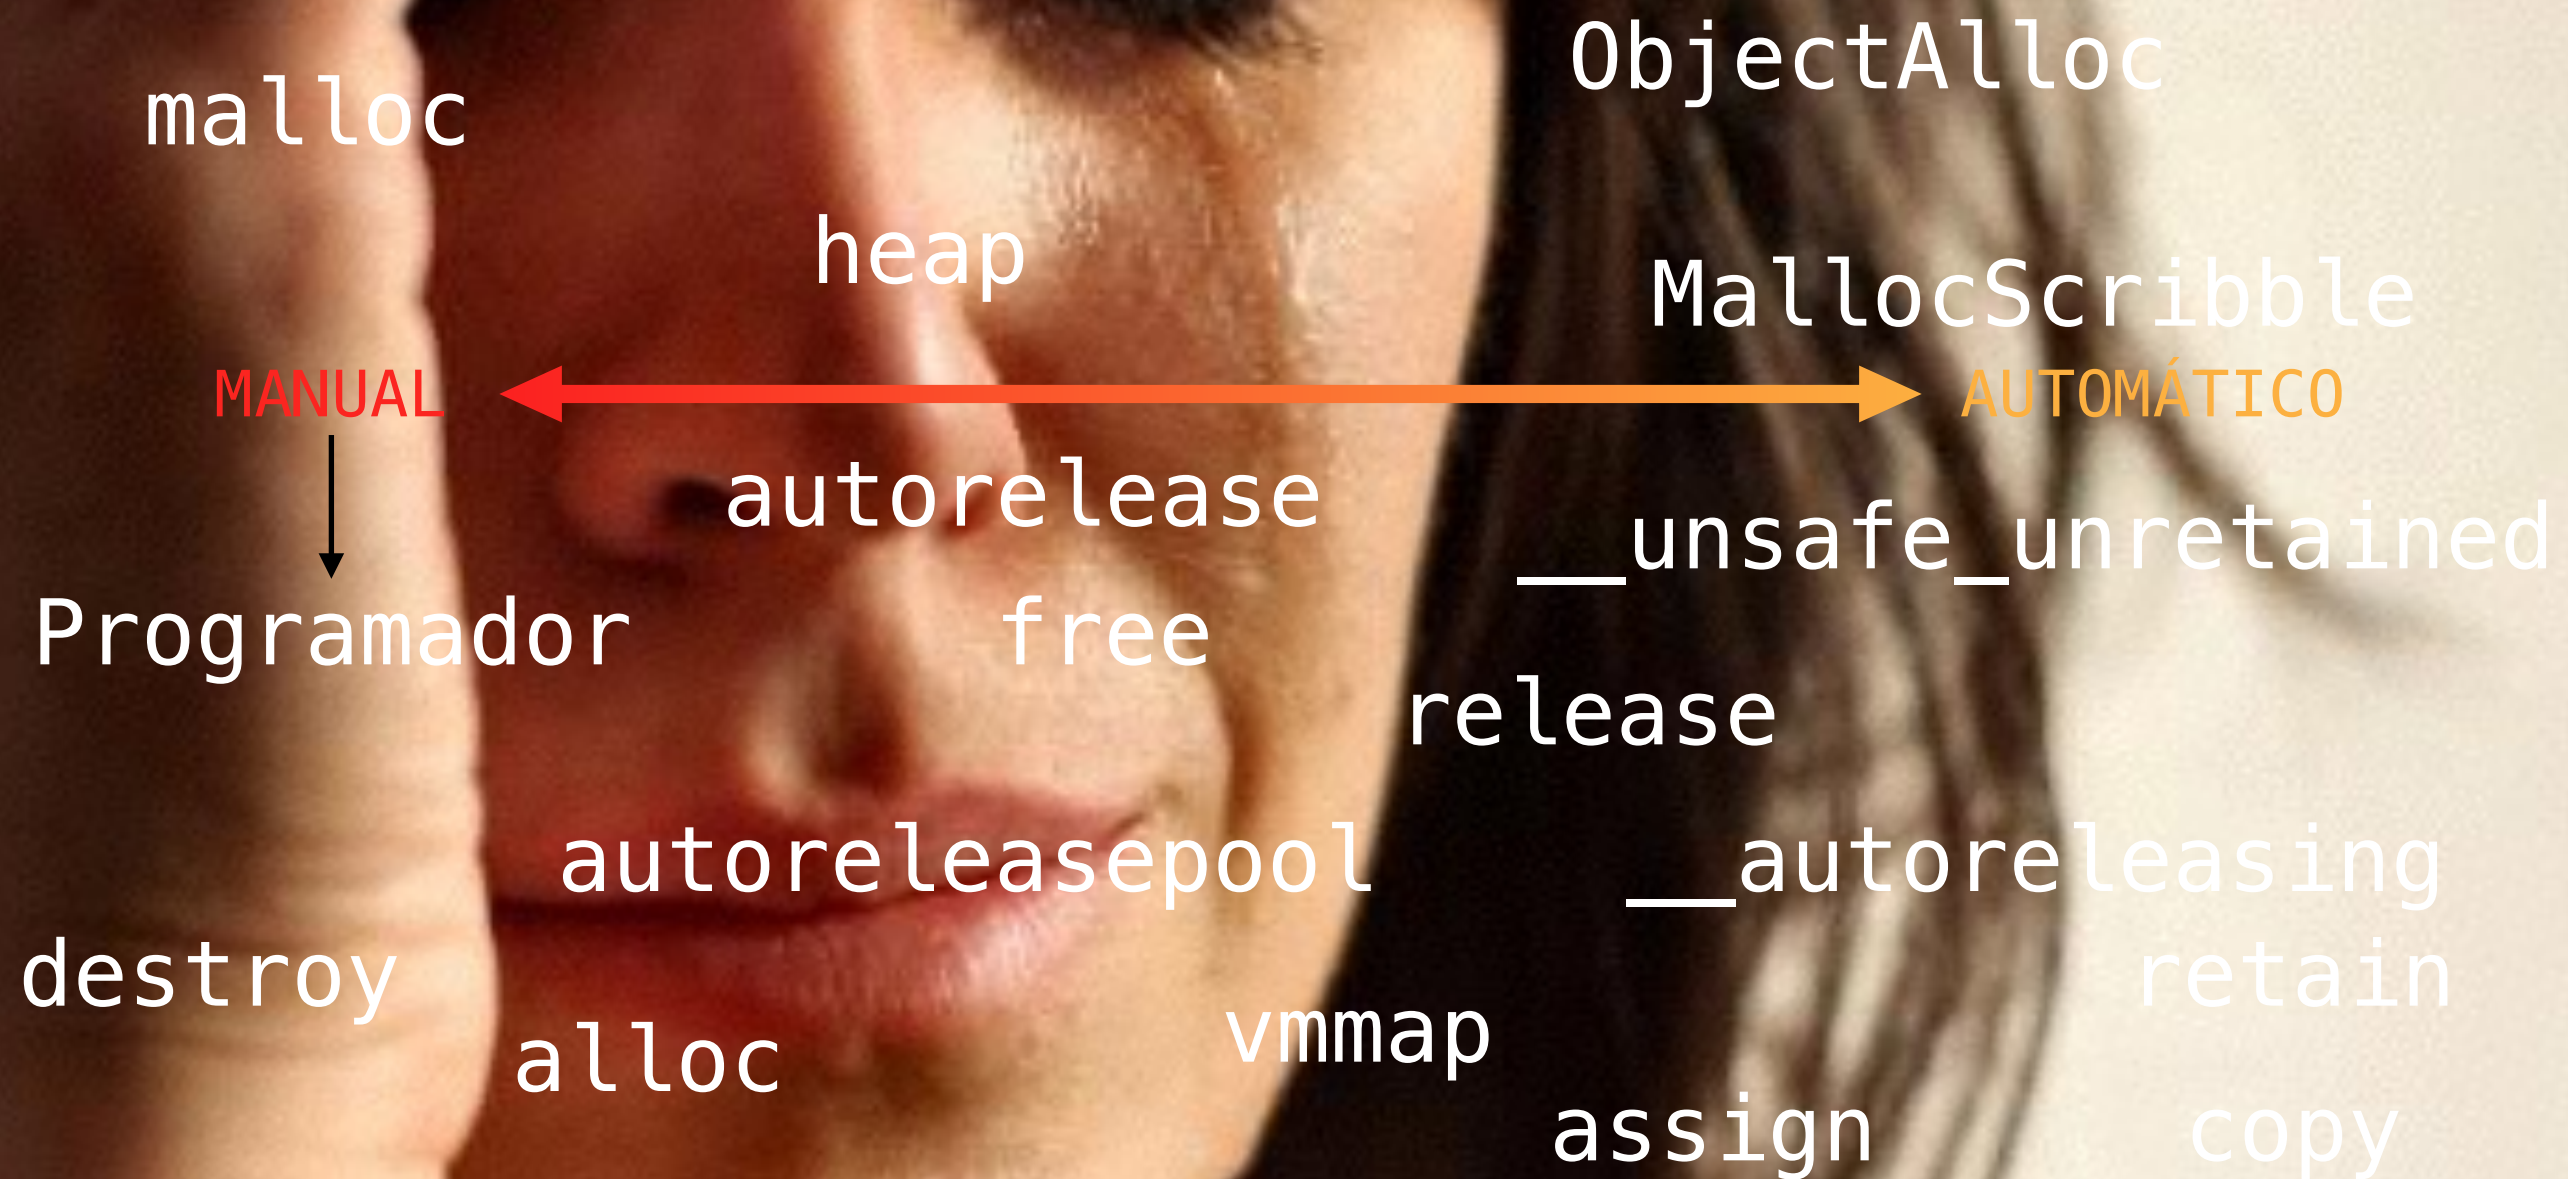 ObjectAlloc
malloc
heap
MallocScribble
MANUAL
AUTOMÁTICO
autorelease
__unsafe_unretained
Programador
free
release
autoreleasepool
__autoreleasing
destroy
retain
vmmap
alloc
assign
copy